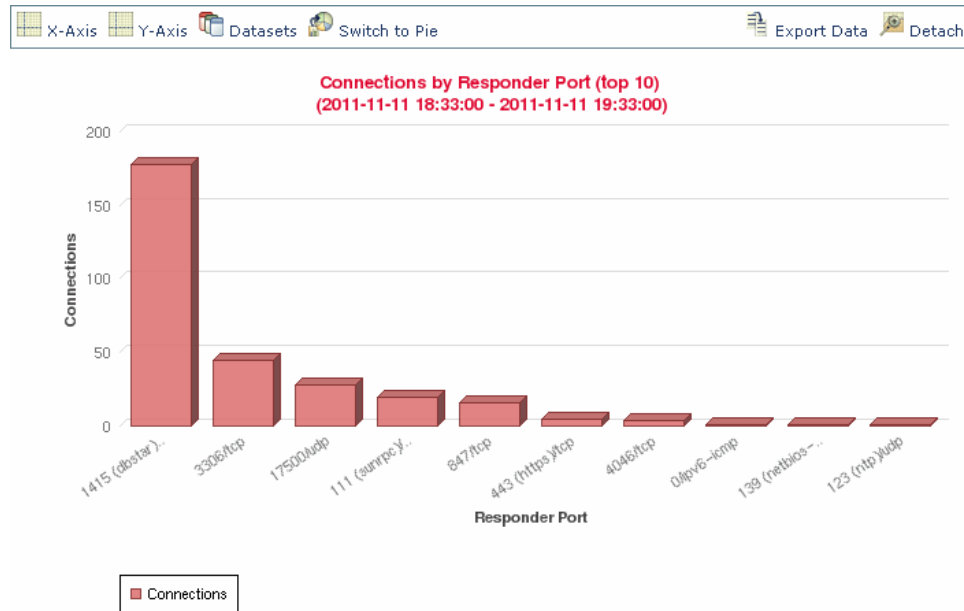 X-Axis Y-Axis Datasets Switch to Pie Export Data Detach
Connections by Responder Port (top 10)
(2011-11-11 18:33:00 - 2011-11-11 19:33:00)
200
150
100
50
0
Connections
1415 (dbstar)..
3306/tcp
17500/udp
111 (sunrpc)/..
847/tcp
443 (https)/tcp
4046/tcp
0/ipv6-icmp
139 (netbios-..
123 (ntp)/udp
Responder Port
Connections